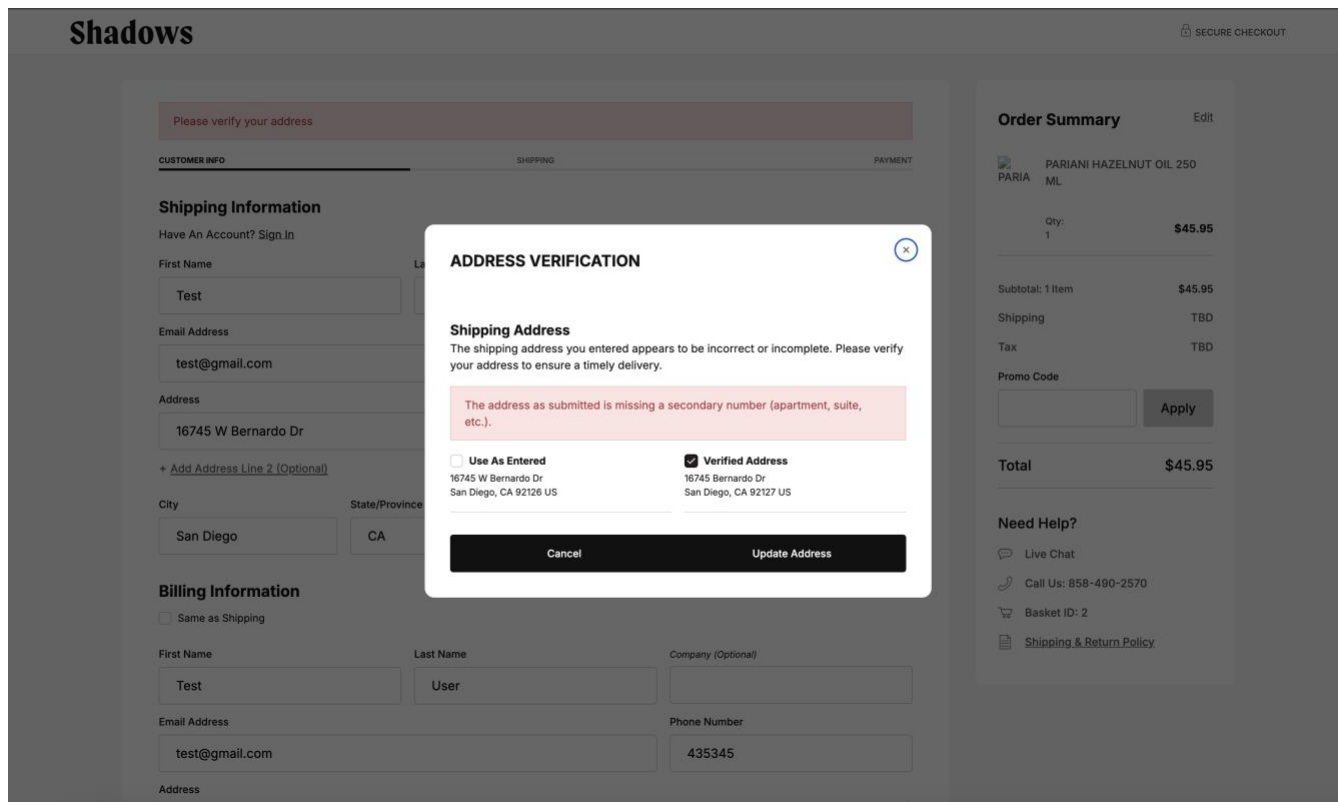 Shadows
SECURE CHECKOUT
Please verify your address
CUSTOMER INFO
SHIPPING
PAYMENT
Shipping Information
Have An Account? Sign In
First Name
La
Test
Email Address
test@gmail.com
Address
16745 W Bernardo Dr
+ Add Address Line 2 (Optional)
City
State/Province
San Diego
CA
Billing Information
Same as Shipping
First Name
Last Name
Company (Optional)
Test
User
Email Address
Phone Number
test@gmail.com
435345
Address
ADDRESS VERIFICATION
Shipping Address
The shipping address you entered appears to be incorrect or incomplete. Please verify
your address to ensure a timely delivery.
The address as submitted is missing a secondary number (apartment, suite,
etc.).
Use As Entered
16745 W Bernardo Dr
San Diego, CA 92126 US
Verified Address
16745 Bernardo Dr
San Diego, CA 92127 US
Cancel
Update Address
Order Summary
Edit
PARIA
PARIANI HAZELNUT OIL 250
ML
Qty:
1
$45.95
Subtotal: 1 Item
$45.95
Shipping
TBD
Tax
TBD
Promo Code
Apply
Total
$45.95
Need Help?
Live Chat
Call Us: 858-490-2570
Basket ID: 2
Shipping & Return Policy